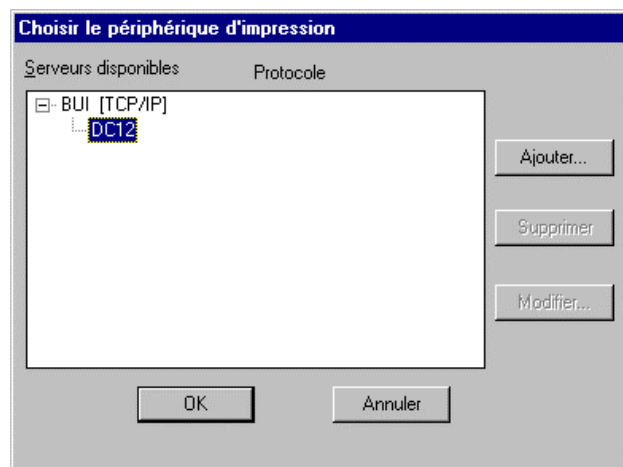 Choisir le périphérique d'impression
Serveurs disponibles Protocole
BUI [TCP/IP]
DC12
Ajouter...
Supprimer
Modifier...
OK Annuler